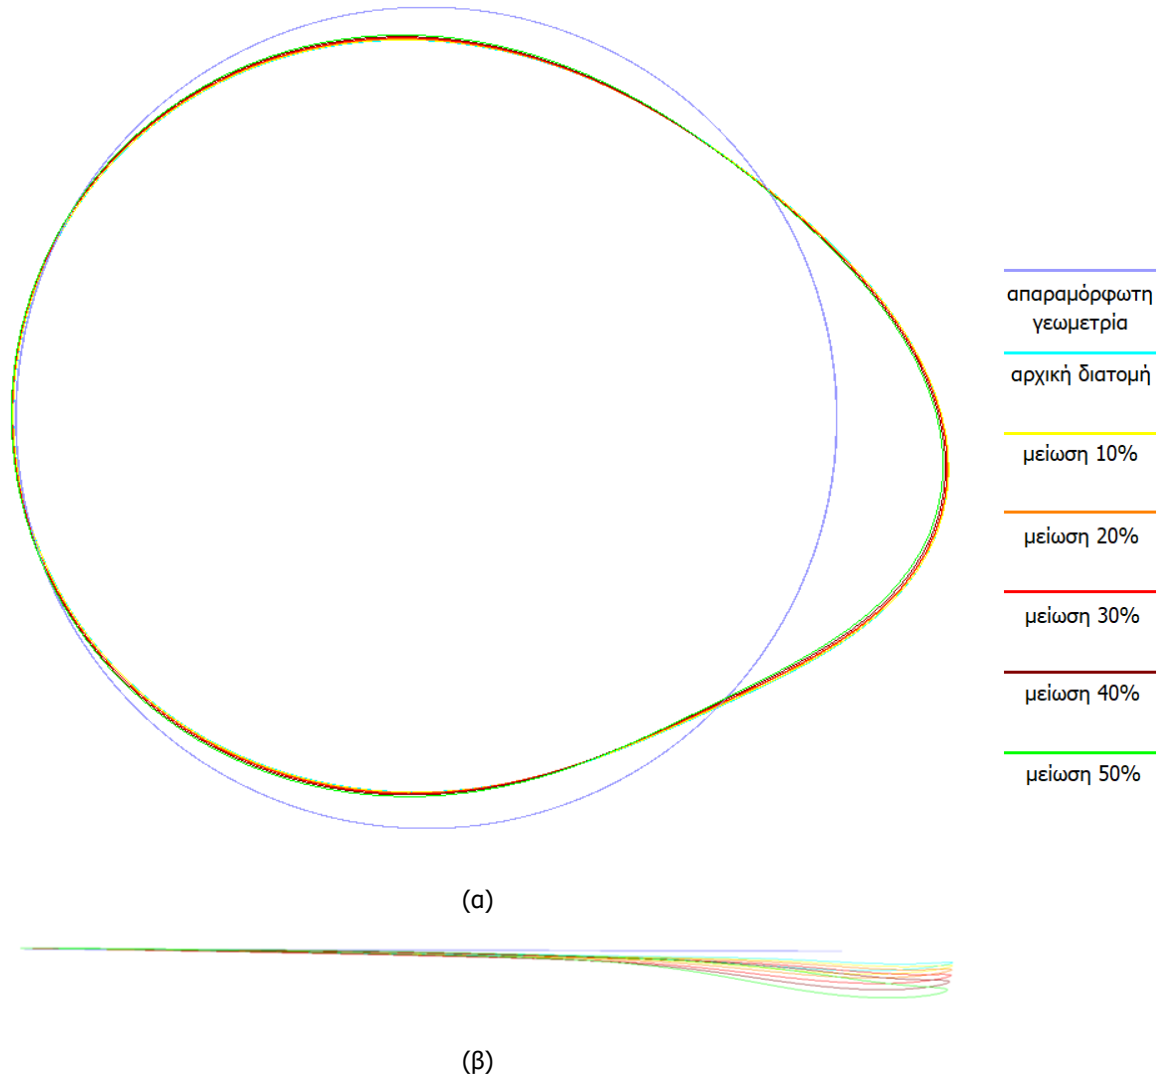 απαραμόρφωτη
γεωμετρία
αρχική διατομή
μείωση 10%
μείωση 20%
μείωση 30%
μείωση 40%
μείωση 50%
(α)
(β)